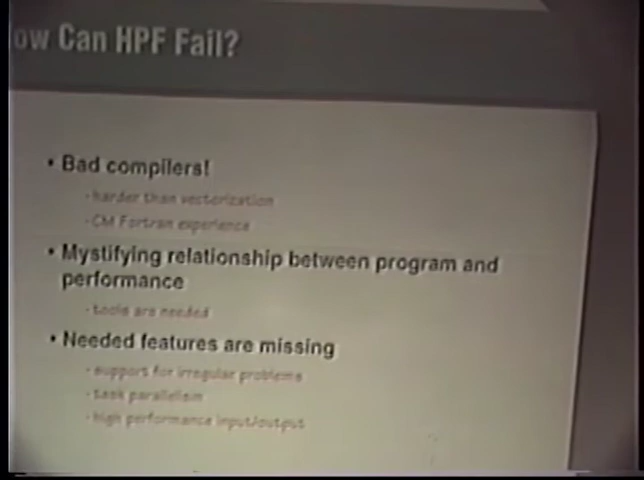 ow Can HPF Fail?
• Bad compilers!
- harder than vectorization
- CM Fortran experience
• Mystifying relationship between program and
performance
- tools are needed
• Needed features are missing
- support for irregular problems
- task parallelism
- high performance input/output